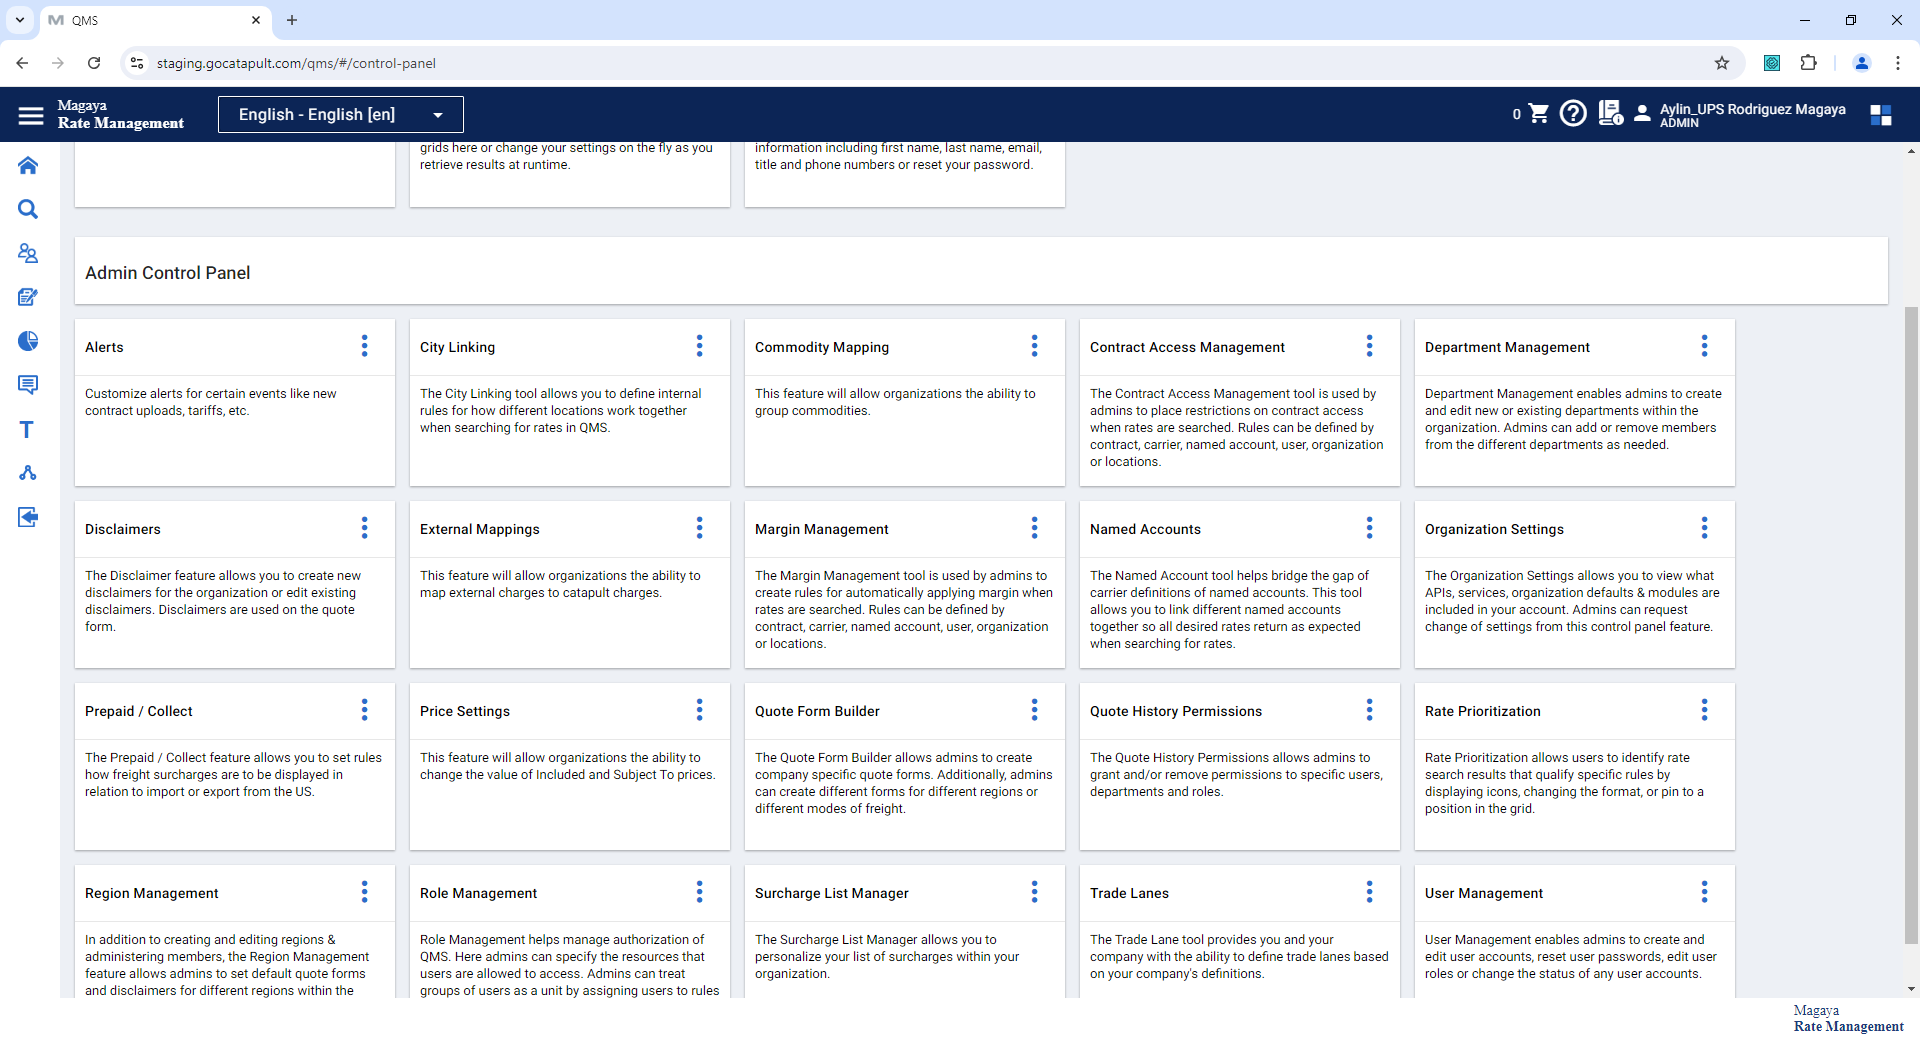 QMS
staging.gocatapult.com/qms/#/control-panel
Magaya
Rate Management
English - English [en]
0
Aylin_UPS Rodriguez Magaya
ADMIN
grids here or change your settings on the fly as you
retrieve results at runtime.
information including first name, last name, email,
title and phone numbers or reset your password.
Admin Control Panel
Alerts
Customize alerts for certain events like new
contract uploads, tariffs, etc.
City Linking
The City Linking tool allows you to define internal
rules for how different locations work together
when searching for rates in QMS.
Commodity Mapping
This feature will allow organizations the ability to
group commodities.
Contract Access Management
The Contract Access Management tool is used by
admins to place restrictions on contract access
when rates are searched. Rules can be defined by
contract, carrier, named account, user, organization
or locations.
Department Management
Department Management enables admins to create
and edit new or existing departments within the
organization. Admins can add or remove members
from the different departments as needed.
Disclaimers
The Disclaimer feature allows you to create new
disclaimers for the organization or edit existing
disclaimers. Disclaimers are used on the quote
form.
External Mappings
This feature will allow organizations the ability to
map external charges to catapult charges.
Margin Management
The Margin Management tool is used by admins to
create rules for automatically applying margin when
rates are searched. Rules can be defined by
contract, carrier, named account, user, organization
or locations.
Named Accounts
The Named Account tool helps bridge the gap of
carrier definitions of named accounts. This tool
allows you to link different named accounts
together so all desired rates return as expected
when searching for rates.
Organization Settings
The Organization Settings allows you to view what
APIs, services, organization defaults & modules are
included in your account. Admins can request
change of settings from this control panel feature.
Prepaid / Collect
The Prepaid / Collect feature allows you to set rules
how freight surcharges are to be displayed in
relation to import or export from the US.
Price Settings
This feature will allow organizations the ability to
change the value of Included and Subject To prices.
Quote Form Builder
The Quote Form Builder allows admins to create
company specific quote forms. Additionally, admins
can create different forms for different regions or
different modes of freight.
Quote History Permissions
The Quote History Permissions allows admins to
grant and/or remove permissions to specific users,
departments and roles.
Rate Prioritization
Rate Prioritization allows users to identify rate
search results that qualify specific rules by
displaying icons, changing the format, or pin to a
position in the grid.
Region Management
In addition to creating and editing regions &
administering members, the Region Management
feature allows admins to set default quote forms
and disclaimers for different regions within the
Role Management
Role Management helps manage authorization of
QMS. Here admins can specify the resources that
users are allowed to access. Admins can treat
groups of users as a unit by assigning users to rules
Surcharge List Manager
The Surcharge List Manager allows you to
personalize your list of surcharges within your
organization.
Trade Lanes
The Trade Lane tool provides you and your
company with the ability to define trade lanes based
on your company's definitions.
User Management
User Management enables admins to create and
edit user accounts, reset user passwords, edit user
roles or change the status of any user accounts.
Magaya
Rate Management